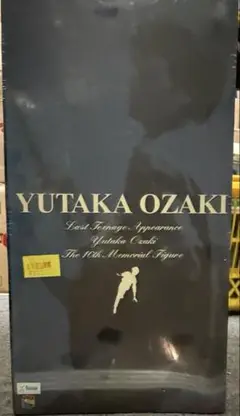 YUTAKA OZAKI
Last Teenage Appearance
Yutaka Ozaki
The 10th Memorial Figure